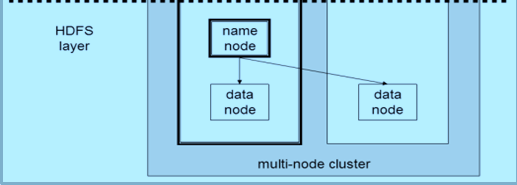 HDFS
layer
name
node
data
node
data
node
multi-node cluster